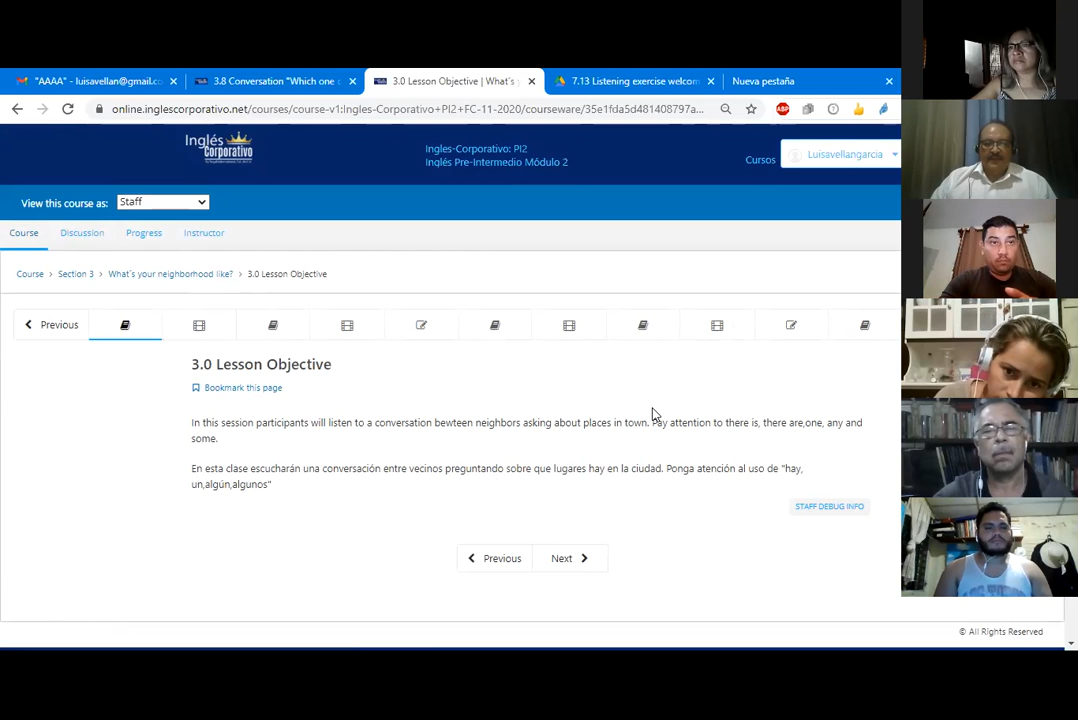 "AAAA" - luisavellan@gmail.co
3.8 Conversation "Which one c
3.0 Lesson Objective | What´s y
7.13 Listening exercise welcom
Nueva pestaña
online.inglescorporativo.net/courses/course-v1:Ingles-Corporativo+PI2+FC-11-2020/courseware/35e1fda5d481408797a...
ABP
Inglés
Corporativo
Ingles-Corporativo: PI2
Inglés Pre-Intermedio Módulo 2
Cursos
Luisavellangarcia
View this course as:
Staff
Course
Discussion
Progress
Instructor
Course > Section 3 > What´s your neighborhood like? > 3.0 Lesson Objective
Previous
3.0 Lesson Objective
Bookmark this page
In this session participants will listen to a conversation bewteen neighbors asking about places in town. Pay attention to there is, there are,one, any and
some.
En esta clase escucharán una conversación entre vecinos preguntando sobre que lugares hay en la ciudad. Ponga atención al uso de "hay,
un,algún,algunos"
STAFF DEBUG INFO
Previous
Next
© All Rights Reserved